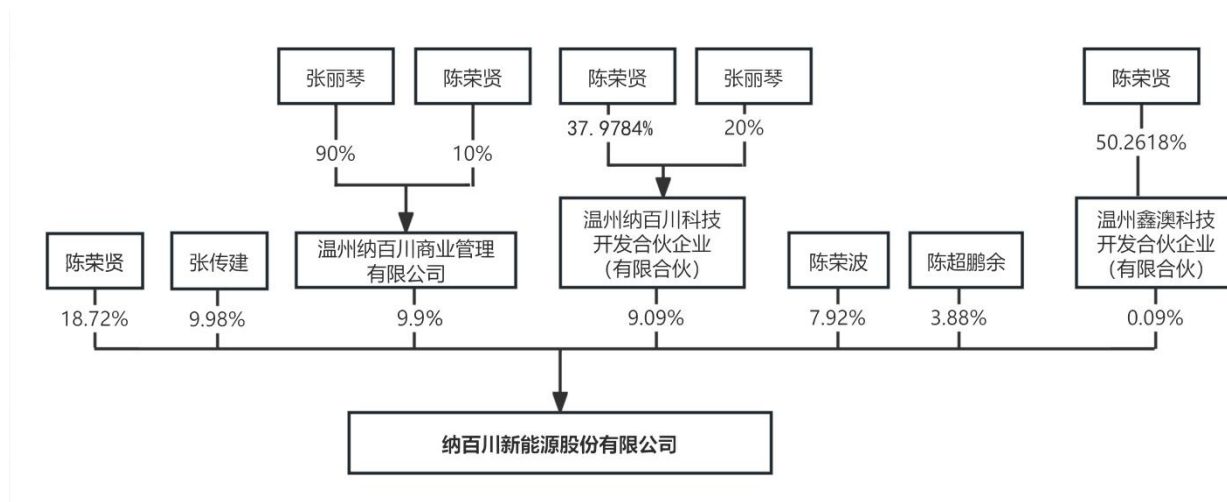 张丽琴
陈荣贤
陈荣贤
张丽琴
陈荣贤
37.9784%
20%
50.2618%
90%
10%
温州纳百川科技
开发合伙企业
（有限合伙）
温州鑫澳科技
开发合伙企业
（有限合伙）
陈荣贤
张传建
温州纳百川商业管理
有限公司
陈荣波
陈超鹏余
18.72%
9.98%
9.9%
9.09%
7.92%
3.88%
0.09%
纳百川新能源股份有限公司